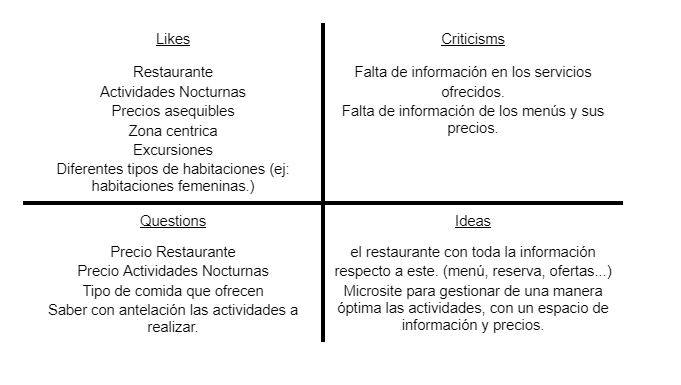 Likes
Restaurante
Actividades Nocturnas
Precios asequibles
Zona centrica
Excursiones
Diferentes tipos de habitaciones (ej:
habitaciones femeninas.)
Criticisms
Falta de información en los servicios
ofrecidos.
Falta de información de los menús y sus
precios.
Questions
Precio Restaurante
Precio Actividades Nocturnas
Tipo de comida que ofrecen
Saber con antelación las actividades a
realizar.
Ideas
el restaurante con toda la información
respecto a este. (menú, reserva, ofertas...)
Microsite para gestionar de una manera
óptima las actividades, con un espacio de
información y precios.